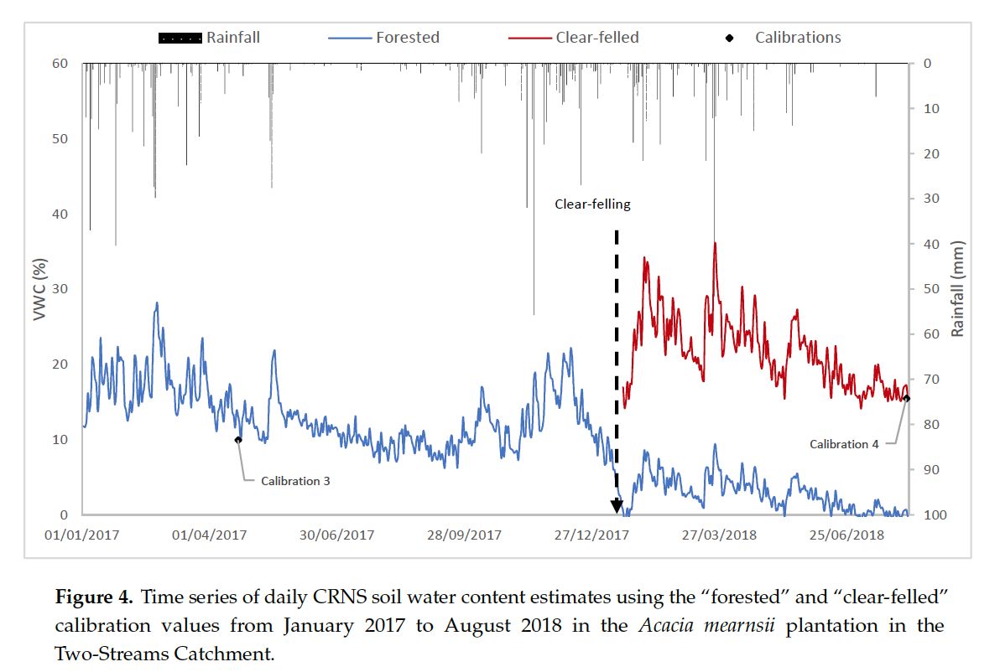 Rainfall Forested Clear-felled Calibrations
60 0
50 10
20
40 30
Clear-felling
40
30 50
60
20 70
80
10 90
0 100
VWC (%)
Rainfall (mm)
Calibration 3
Calibration 4
01/01/2017 01/04/2017 30/06/2017 28/09/2017 27/12/2017 27/03/2018 25/06/2018
Figure 4. Time series of daily CRNS soil water content estimates using the “forested” and “clear-felled”
calibration values from January 2017 to August 2018 in the Acacia mearnsii plantation in the
Two-Streams Catchment.